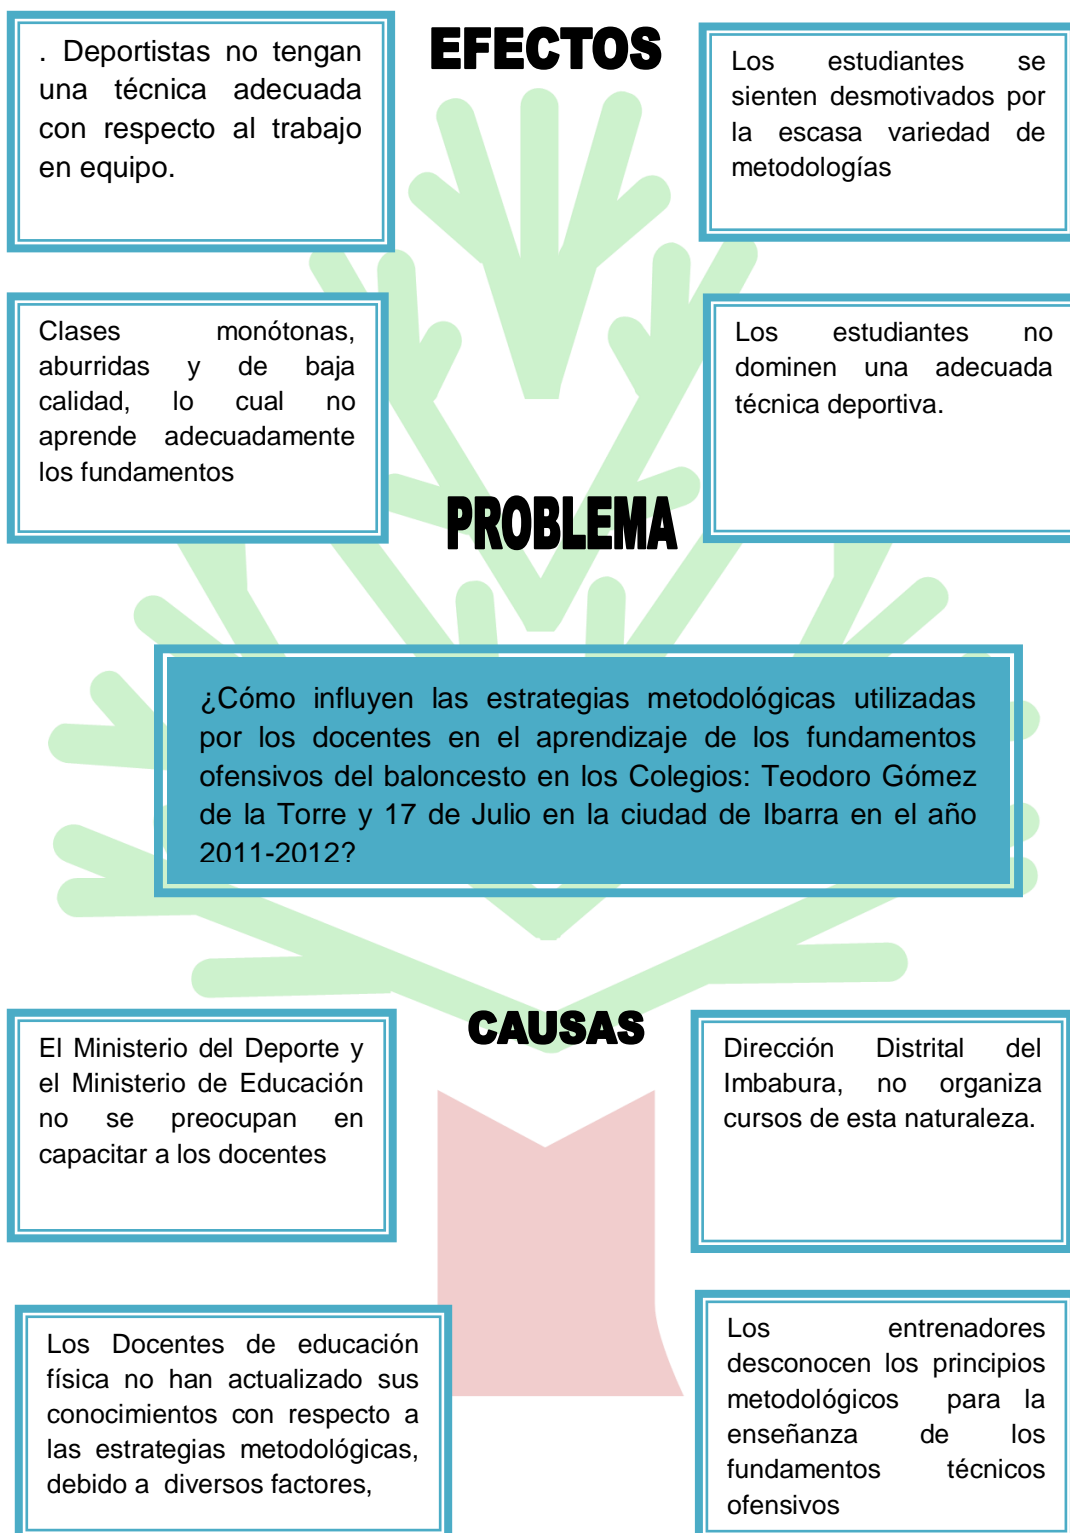 EFECTOS
. Deportistas no tengan
una técnica adecuada
con respecto al trabajo
en equipo.
Los estudiantes se
sienten desmotivados por
la escasa variedad de
metodologías
Clases monótonas,
aburridas y de baja
calidad, lo cual no
aprende adecuadamente
los fundamentos
Los estudiantes no
dominen una adecuada
técnica deportiva.
PROBLEMA
¿Cómo influyen las estrategias metodológicas utilizadas
por los docentes en el aprendizaje de los fundamentos
ofensivos del baloncesto en los Colegios: Teodoro Gómez
de la Torre y 17 de Julio en la ciudad de Ibarra en el año
2011-2012?
CAUSAS
El Ministerio del Deporte y
el Ministerio de Educación
no se preocupan en
capacitar a los docentes
Dirección Distrital del
Imbabura, no organiza
cursos de esta naturaleza.
Los Docentes de educación
física no han actualizado sus
conocimientos con respecto a
las estrategias metodológicas,
debido a diversos factores,
Los entrenadores
desconocen los principios
metodológicos para la
enseñanza de los
fundamentos técnicos
ofensivos